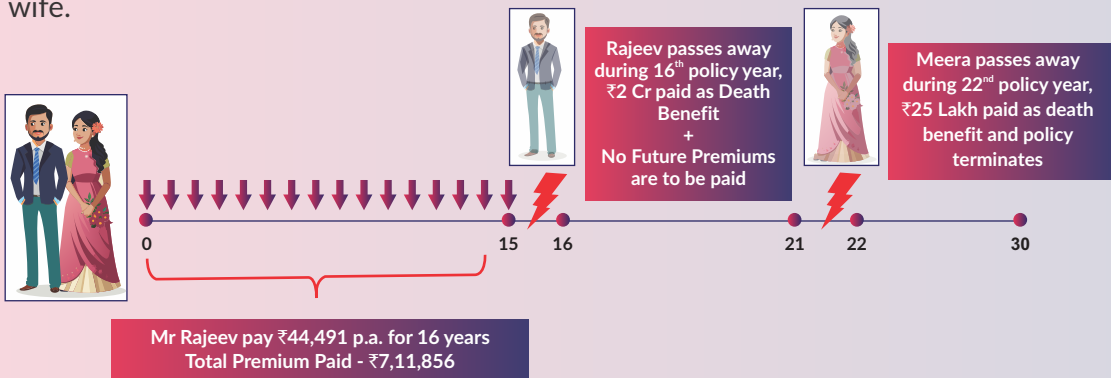 wife.
Rajeev passes away
during 16th policy year,
₹2 Cr paid as Death
Benefit
+
No Future Premiums
are to be paid
Meera passes away
during 22nd policy year,
₹25 Lakh paid as death
benefit and policy
terminates
0 15 16 21 22 30
Mr Rajeev pay ₹44,491 p.a. for 16 years
Total Premium Paid - ₹7,11,856